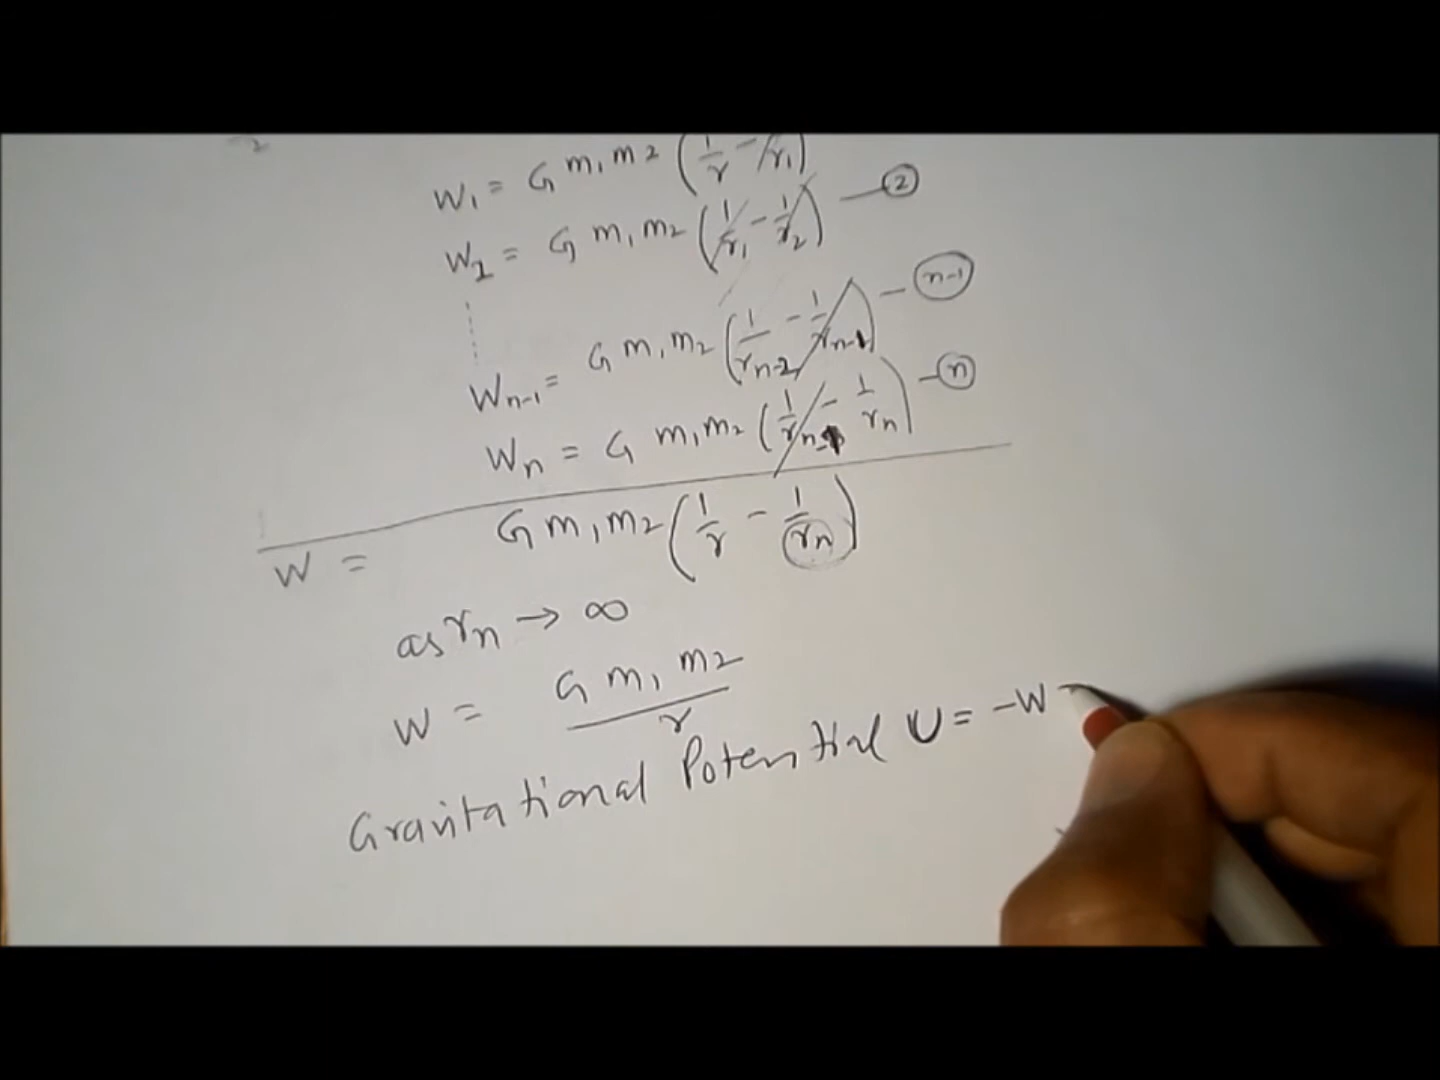 2
W₁ = G m₁ m₂ (1/r − 1/r₁)
W₂ = G m₁ m₂ (1/r₁ − 1/r₂) — ②
Wn-1 = G m₁ m₂ (1/rn-2 − 1/rn-1) — (n-1)
Wn = G m₁ m₂ (1/rn-1 − 1/rn) — (n)
W = G m₁ m₂ (1/r − 1/rn)
as rn → ∞
W = G m₁ m₂ / r
Gravitational Potential U = −W